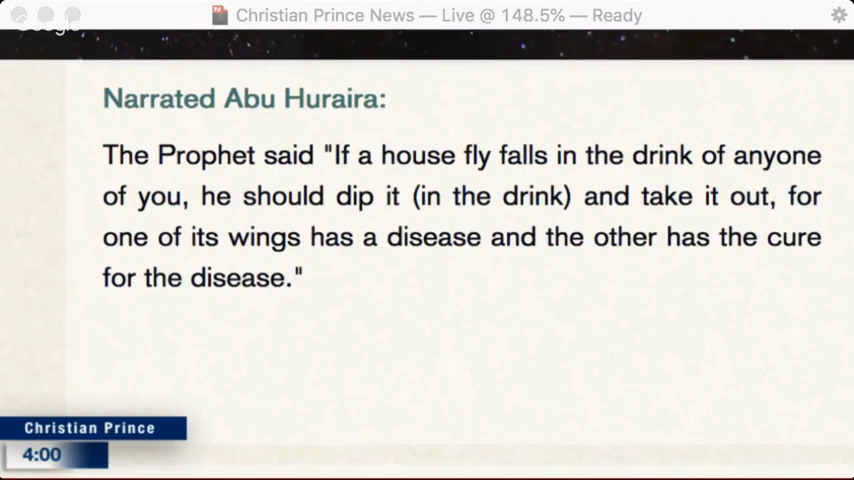 Christian Prince News — Live @ 148.5% — Ready
Google
Narrated Abu Huraira:
The Prophet said "If a house fly falls in the drink of anyone
of you, he should dip it (in the drink) and take it out, for
one of its wings has a disease and the other has the cure
for the disease."
Christian Prince
4:00